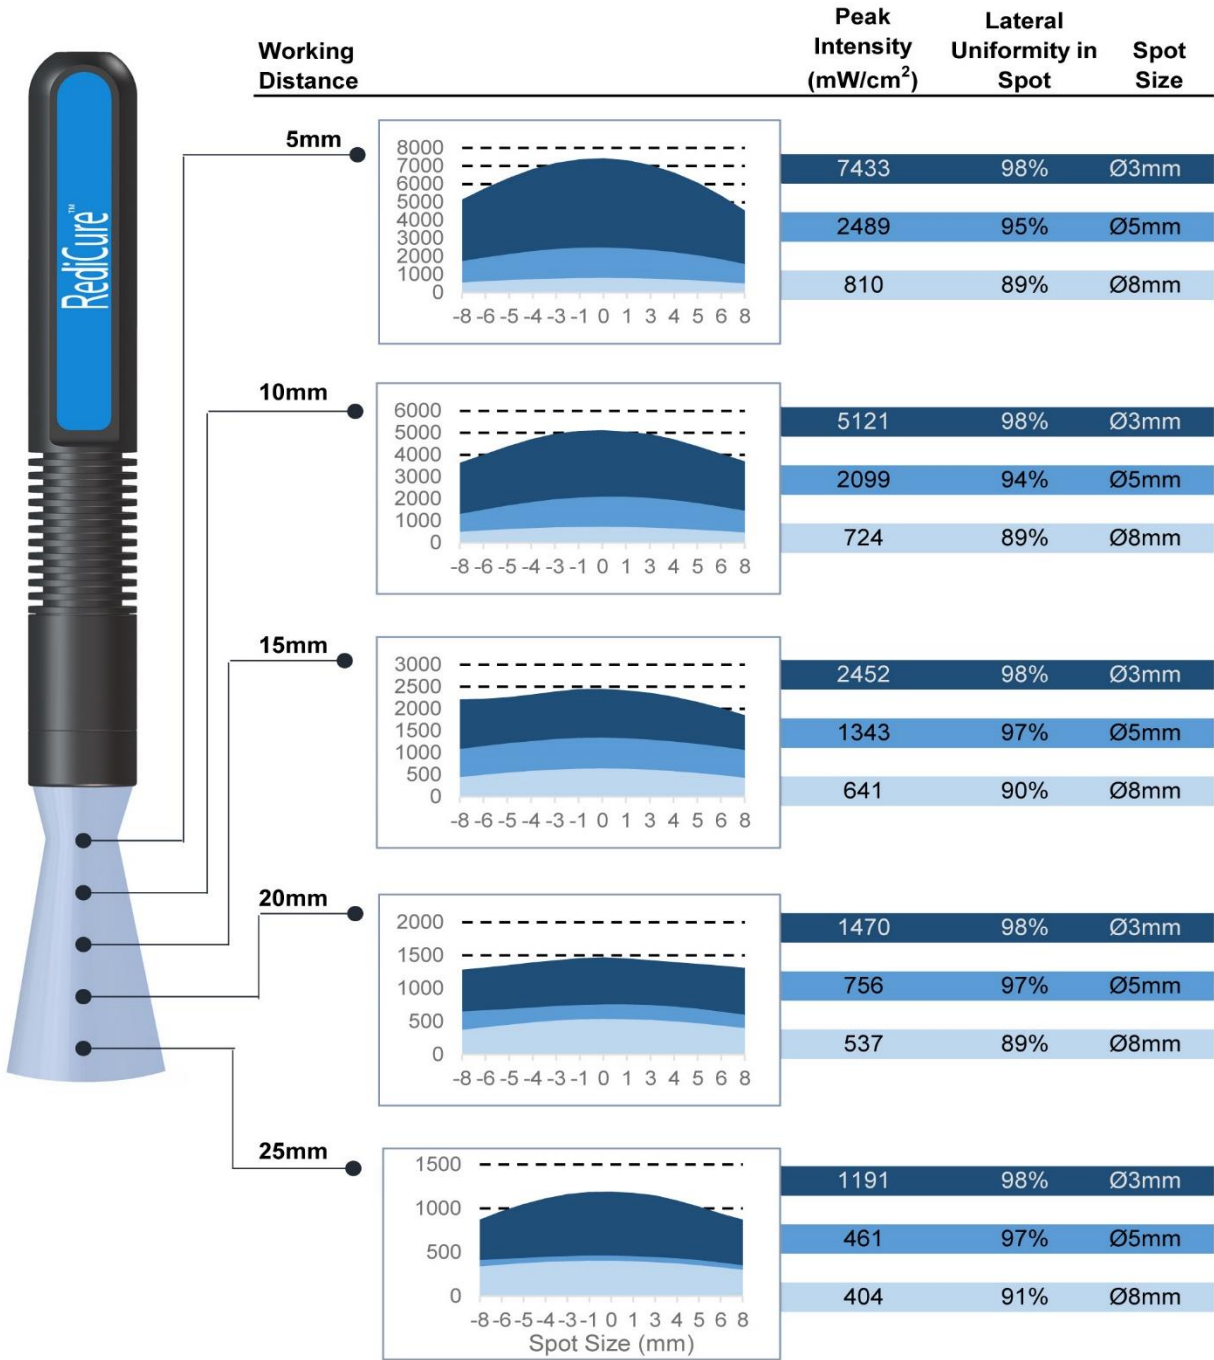 Working
Distance
Peak
Intensity
(mW/cm²)
Lateral
Uniformity in
Spot
Spot
Size
RediCure™
5mm
8000
7000
6000
5000
4000
3000
2000
1000
0
-8 -6 -5 -4 -3 -1 0 1 3 4 5 6 8
7433 98% Ø3mm
2489 95% Ø5mm
810 89% Ø8mm
10mm
6000
5000
4000
3000
2000
1000
0
-8 -6 -5 -4 -3 -1 0 1 3 4 5 6 8
5121 98% Ø3mm
2099 94% Ø5mm
724 89% Ø8mm
15mm
3000
2500
2000
1500
1000
500
0
-8 -6 -5 -4 -3 -1 0 1 3 4 5 6 8
2452 98% Ø3mm
1343 97% Ø5mm
641 90% Ø8mm
20mm
2000
1500
1000
500
0
-8 -6 -5 -4 -3 -1 0 1 3 4 5 6 8
1470 98% Ø3mm
756 97% Ø5mm
537 89% Ø8mm
25mm
1500
1000
500
0
-8 -6 -5 -4 -3 -1 0 1 3 4 5 6 8
Spot Size (mm)
1191 98% Ø3mm
461 97% Ø5mm
404 91% Ø8mm